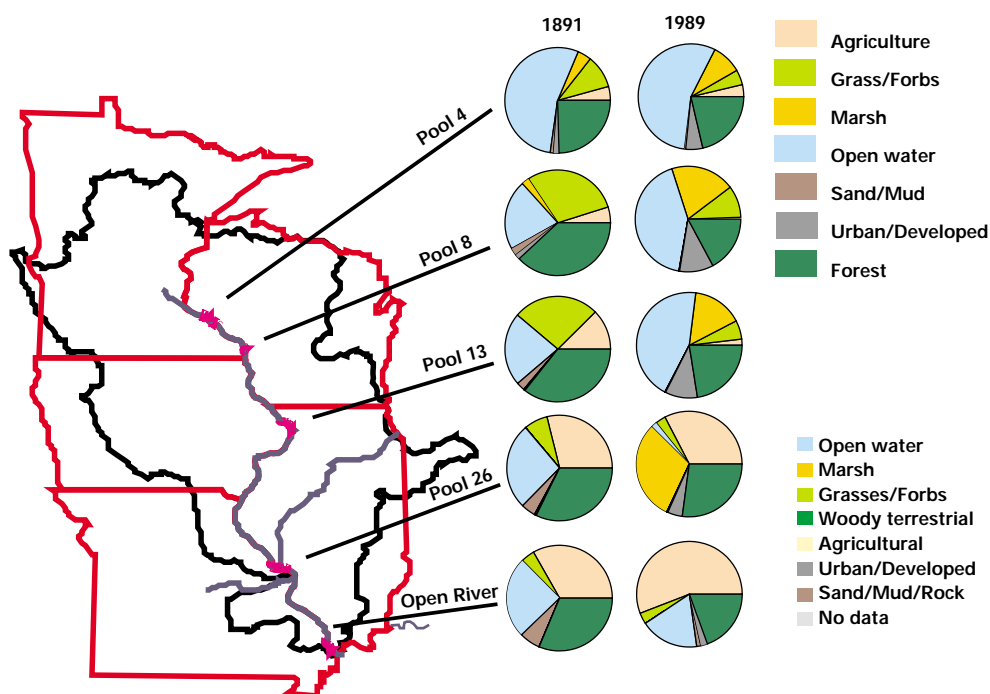 1891
1989
Pool 4
Pool 8
Pool 13
Pool 26
Open River
Agriculture
Grass/Forbs
Marsh
Open water
Sand/Mud
Urban/Developed
Forest
Open water
Marsh
Grasses/Forbs
Woody terrestrial
Agricultural
Urban/Developed
Sand/Mud/Rock
No data